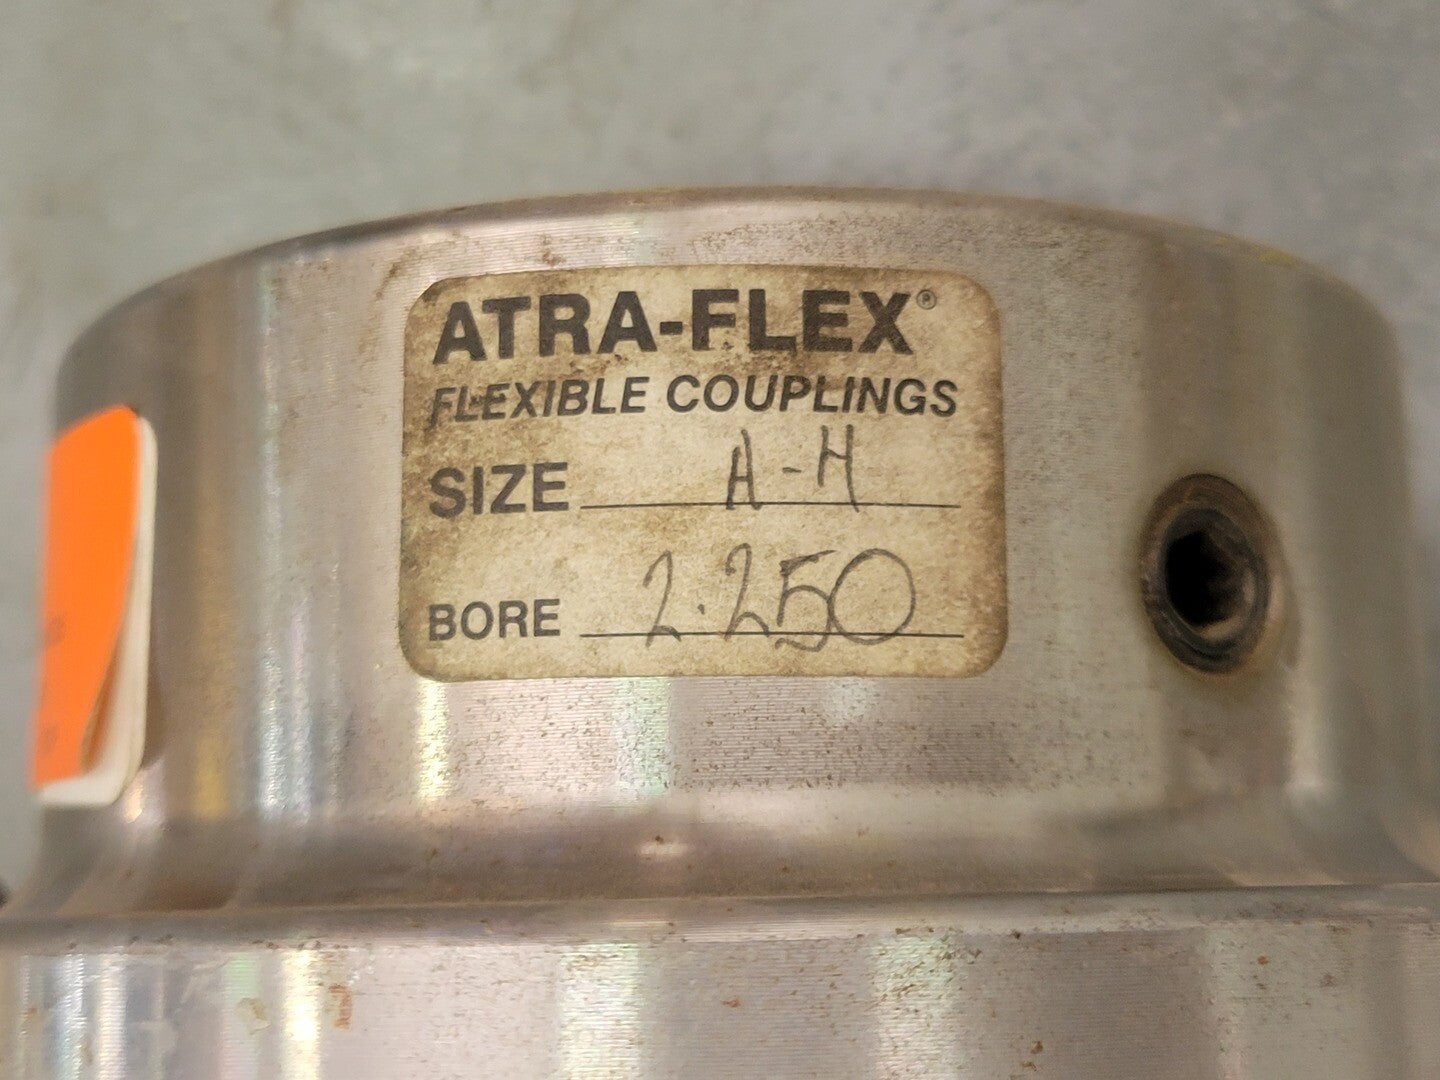 ATRA-FLEX®
FLEXIBLE COUPLINGS
SIZE A-H
BORE 2.250